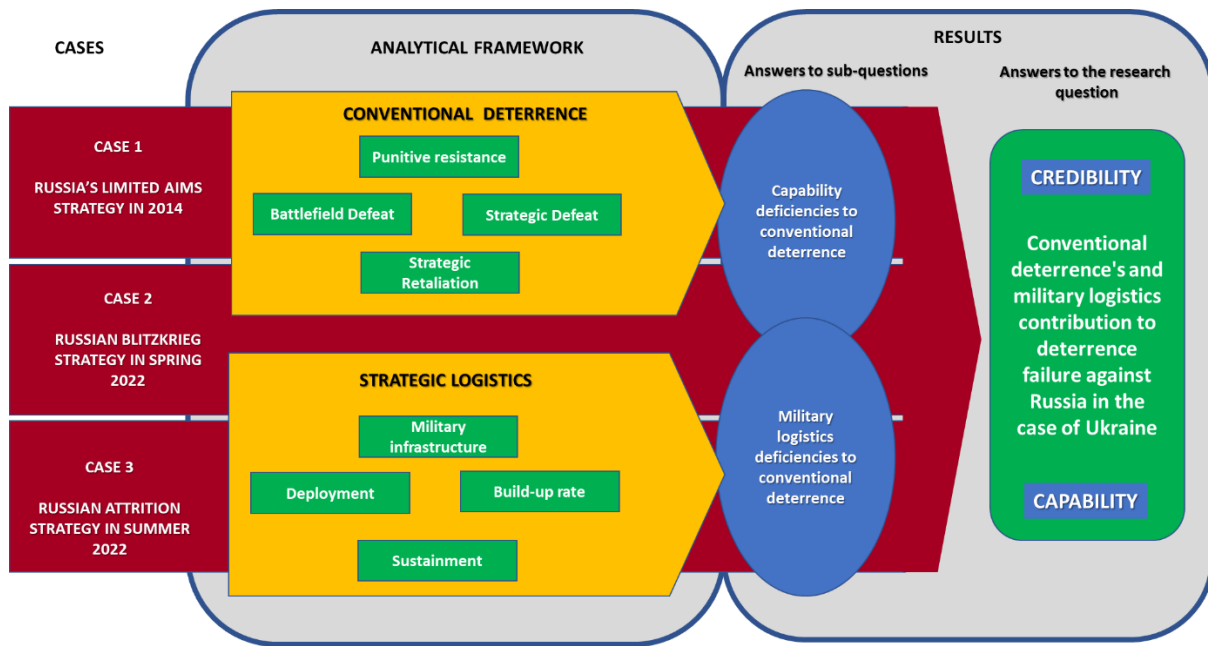 CASES
ANALYTICAL FRAMEWORK
RESULTS
Answers to sub-questions
Answers to the research
question
CASE 1
RUSSIA'S LIMITED AIMS
STRATEGY IN 2014
CASE 2
RUSSIAN BLITZKRIEG
STRATEGY IN SPRING
2022
CASE 3
RUSSIAN ATTRITION
STRATEGY IN SUMMER
2022
CONVENTIONAL DETERRENCE
Punitive resistance
Battlefield Defeat
Strategic Defeat
Strategic
Retaliation
STRATEGIC LOGISTICS
Military
infrastructure
Deployment
Build-up rate
Sustainment
Capability
deficiencies to
conventional
deterrence
Military
logistics
deficiencies to
conventional
deterrence
CREDIBILITY
Conventional
deterrence's and
military logistics
contribution to
deterrence
failure against
Russia in the
case of Ukraine
CAPABILITY